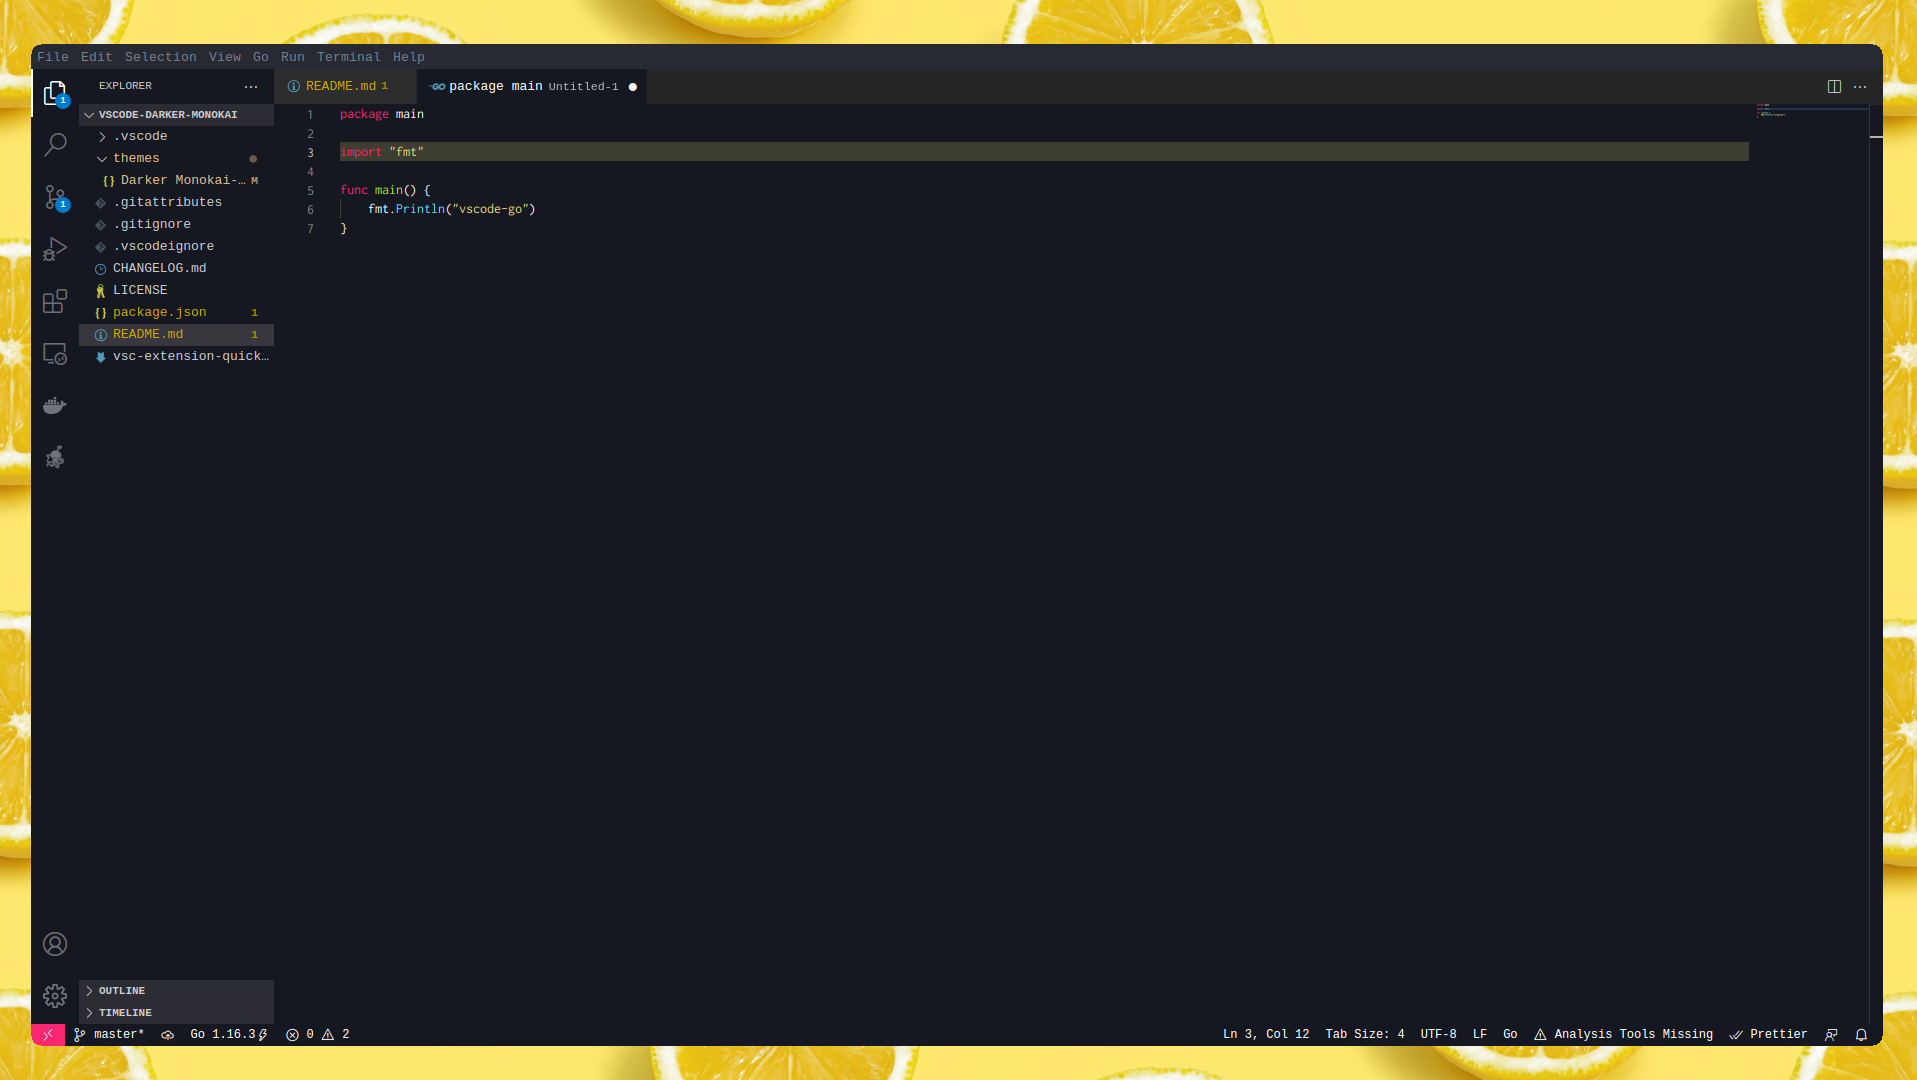 File Edit Selection View Go Run Terminal Help
EXPLORER
README.md 1
GO package main Untitled-1
VSCODE-DARKER-MONOKAI
.vscode
themes
{} Darker Monokai-… M
.gitattributes
.gitignore
.vscodeignore
CHANGELOG.md
LICENSE
{} package.json 1
README.md 1
vsc-extension-quick…
1
1
1 package main
2
3 import "fmt"
4
5 func main() {
6 fmt.Println("vscode-go")
7 }
OUTLINE
TIMELINE
master* Go 1.16.3 0 2 Ln 3, Col 12 Tab Size: 4 UTF-8 LF Go Analysis Tools Missing Prettier